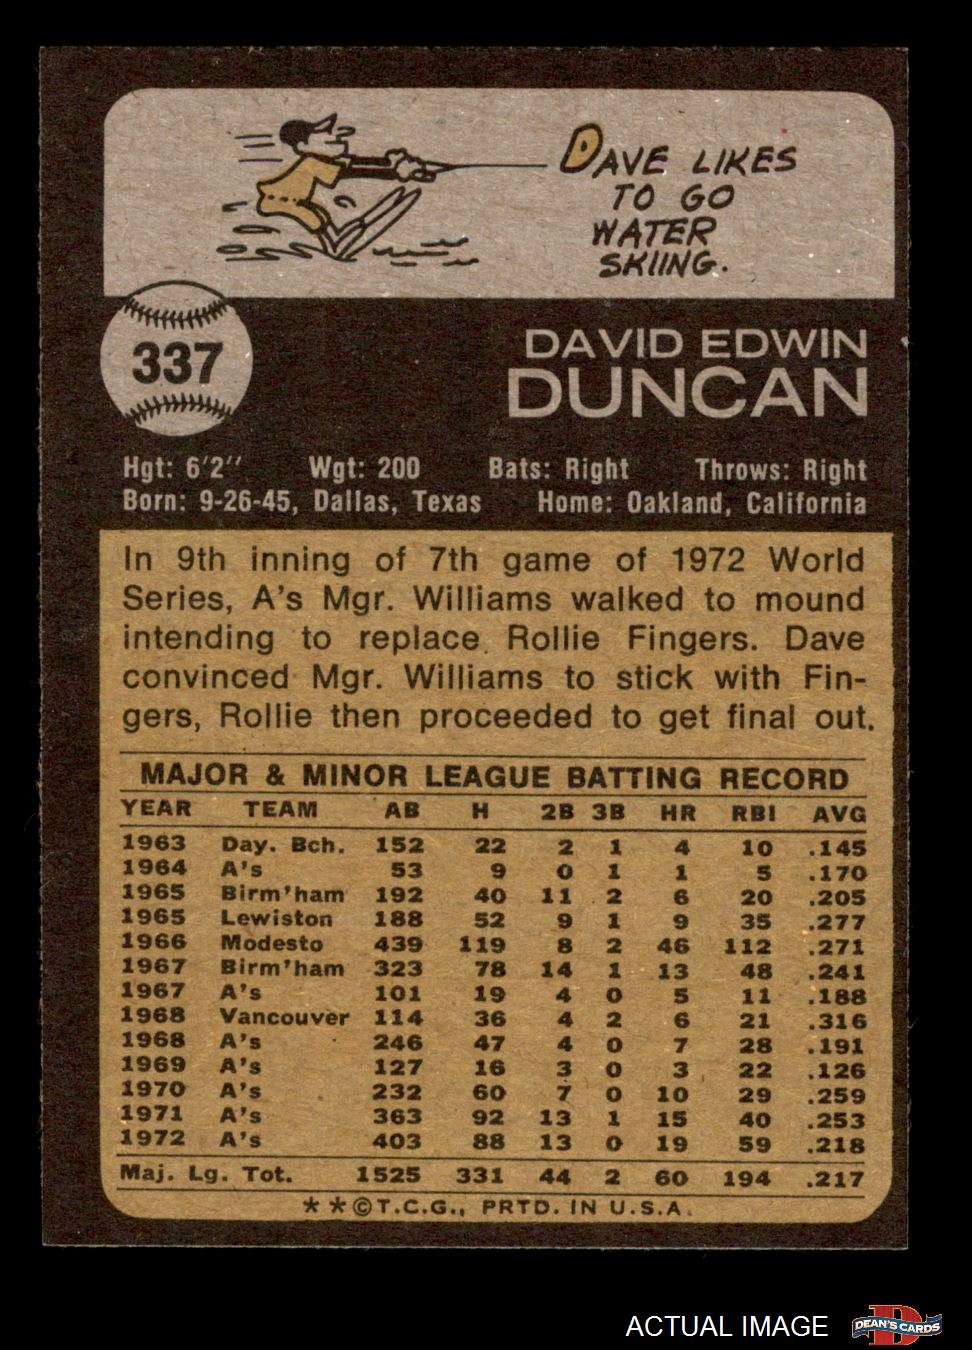 DAVE LIKES
TO GO
WATER
SKIING.
337
DAVID EDWIN
DUNCAN
Hgt: 6'2'' Wgt: 200 Bats: Right Throws: Right
Born: 9-26-45, Dallas, Texas Home: Oakland, California
In 9th inning of 7th game of 1972 World
Series, A's Mgr. Williams walked to mound
intending to replace Rollie Fingers. Dave
convinced Mgr. Williams to stick with Fin-
gers, Rollie then proceeded to get final out.
MAJOR & MINOR LEAGUE BATTING RECORD
YEAR TEAM AB H 2B 3B HR RBI AVG
1963 Day. Bch. 152 22 2 1 4 10 .145
1964 A's 53 9 0 1 1 5 .170
1965 Birm'ham 192 40 11 2 6 20 .205
1965 Lewiston 188 52 9 1 9 35 .277
1966 Modesto 439 119 8 2 46 112 .271
1967 Birm'ham 323 78 14 1 13 48 .241
1967 A's 101 19 4 0 5 11 .188
1968 Vancouver 114 36 4 2 6 21 .316
1968 A's 246 47 4 0 7 28 .191
1969 A's 127 16 3 0 3 22 .126
1970 A's 232 60 7 0 10 29 .259
1971 A's 363 92 13 1 15 40 .253
1972 A's 403 88 13 0 19 59 .218
Maj. Lg. Tot. 1525 331 44 2 60 194 .217
**©T.C.G., PRTD. IN U.S.A.
ACTUAL IMAGE
D
DEAN'S CARDS